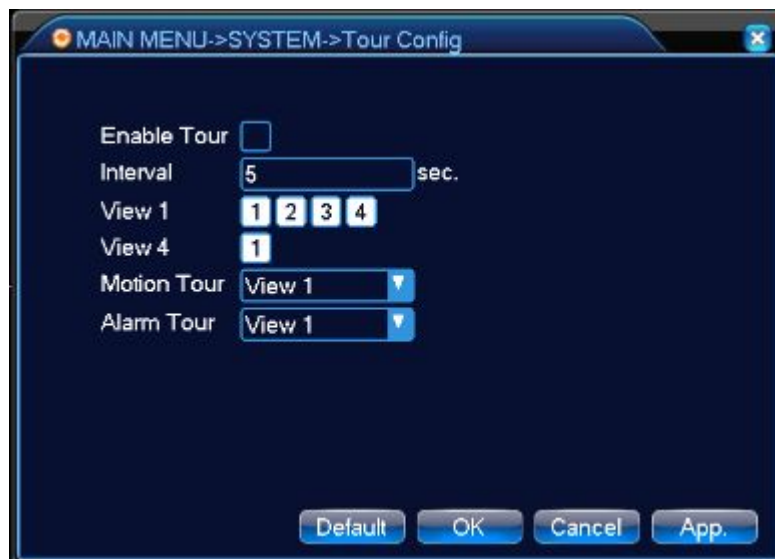 MAIN MENU->SYSTEM->Tour Config
Enable Tour
Interval 5 sec.
View 1 1 2 3 4
View 4 1
Motion Tour View 1
Alarm Tour View 1
Default OK Cancel App.